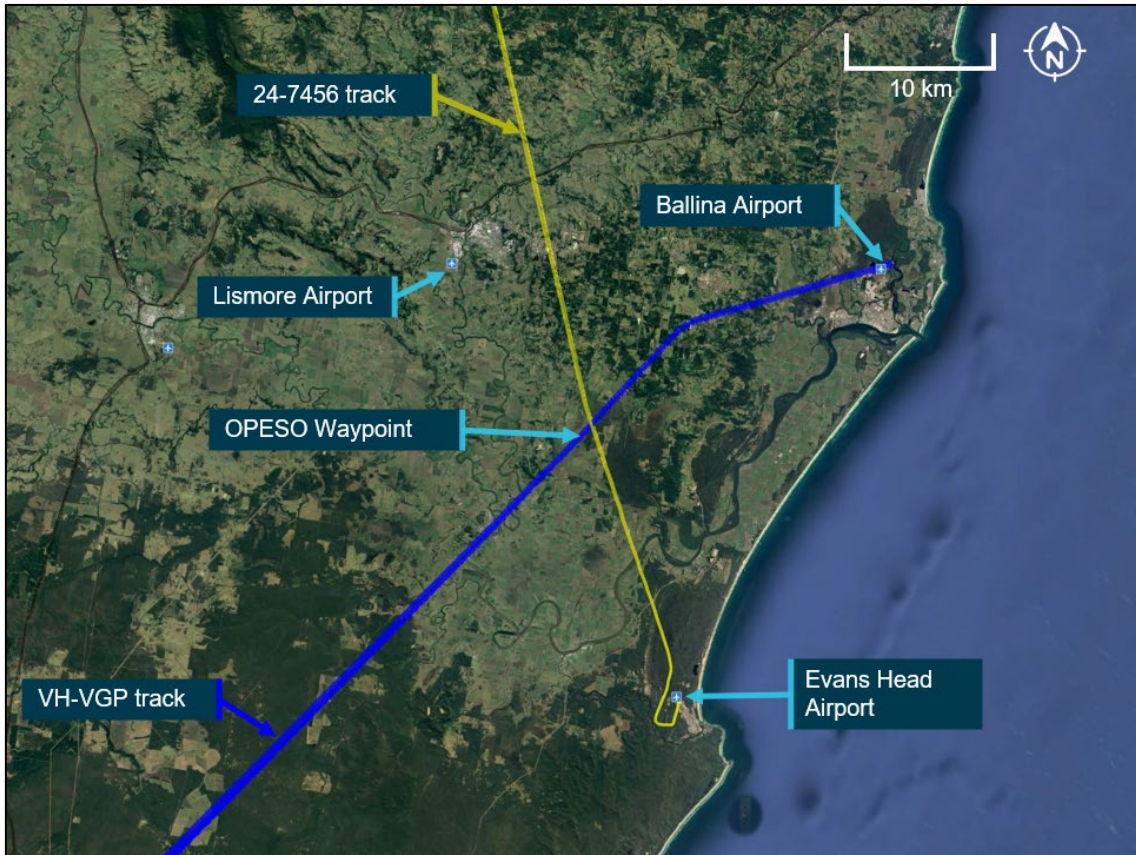 24-7456 track
10 km
N
Ballina Airport
Lismore Airport
OPESO Waypoint
VH-VGP track
Evans Head
Airport